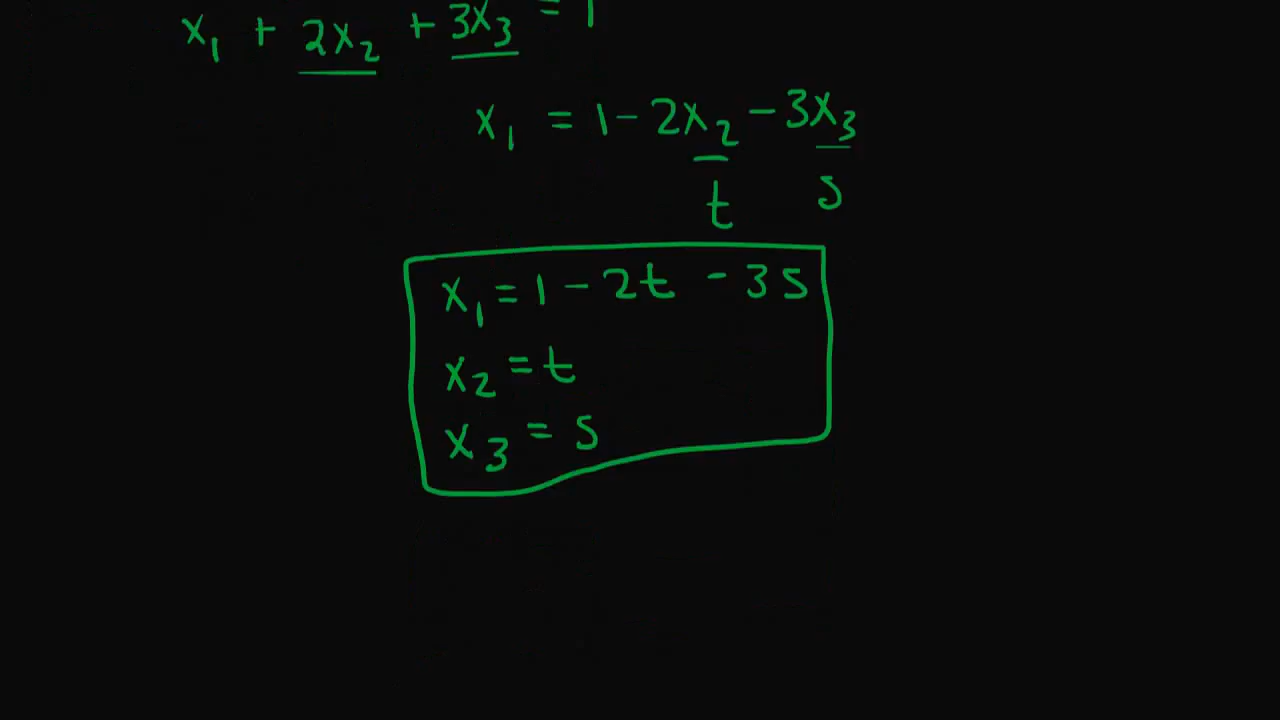 x₁ + 2x₂ + 3x₃ = 1
x₁ = 1 - 2x₂ - 3x₃
t s
x₁ = 1 - 2t - 3s
x₂ = t
x₃ = s